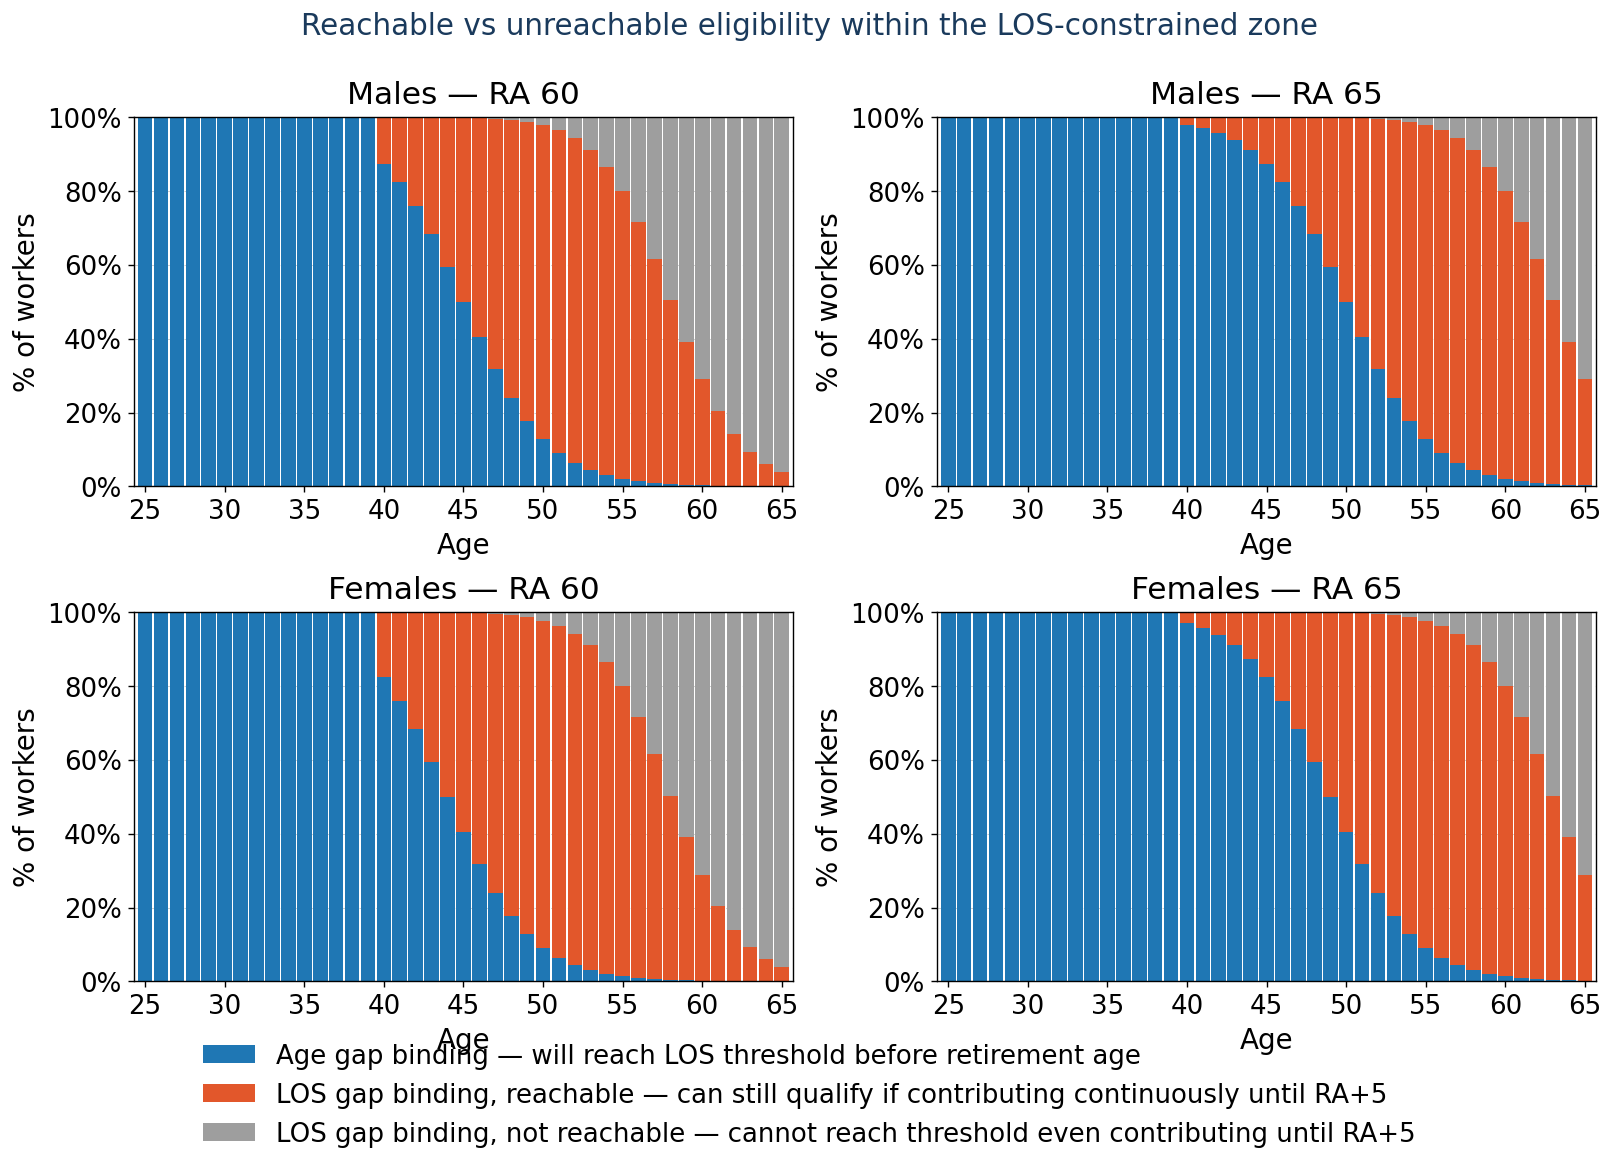 Reachable vs unreachable eligibility within the LOS-constrained zone
Males — RA 60
100%
80%
60%
40%
20%
0%
% of workers
25 30 35 40 45 50 55 60 65
Age
Males — RA 65
100%
80%
60%
40%
20%
0%
% of workers
25 30 35 40 45 50 55 60 65
Age
Females — RA 60
100%
80%
60%
40%
20%
0%
% of workers
25 30 35 40 45 50 55 60 65
Age
Females — RA 65
100%
80%
60%
40%
20%
0%
% of workers
25 30 35 40 45 50 55 60 65
Age
Age gap binding — will reach LOS threshold before retirement age
LOS gap binding, reachable — can still qualify if contributing continuously until RA+5
LOS gap binding, not reachable — cannot reach threshold even contributing until RA+5